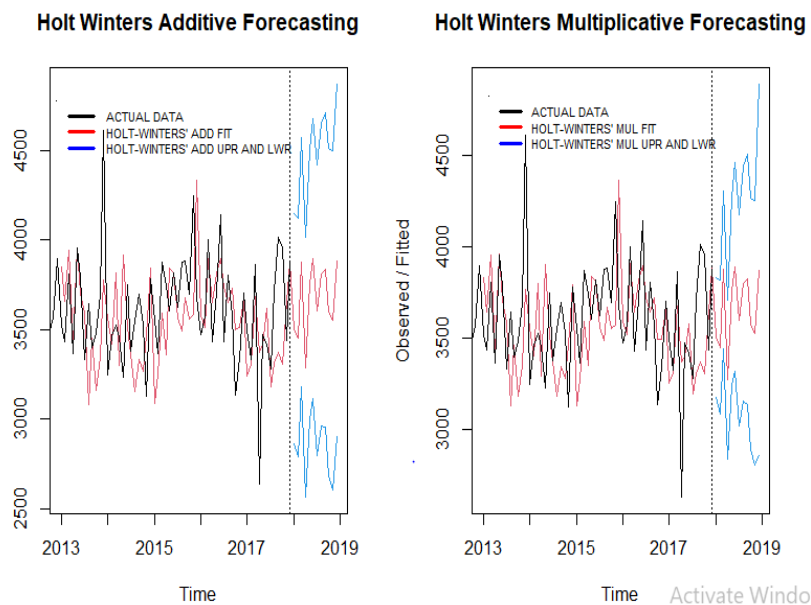 Holt Winters Additive Forecasting
ACTUAL DATA
HOLT-WINTERS' ADD FIT
HOLT-WINTERS' ADD UPR AND LWR
4500
4000
3500
3000
2500
2013 2015 2017 2019
Time
Holt Winters Multiplicative Forecasting
ACTUAL DATA
HOLT-WINTERS' MUL FIT
HOLT-WINTERS' MUL UPR AND LWR
Observed / Fitted
4500
4000
3500
3000
2013 2015 2017 2019
Time
Activate Windo